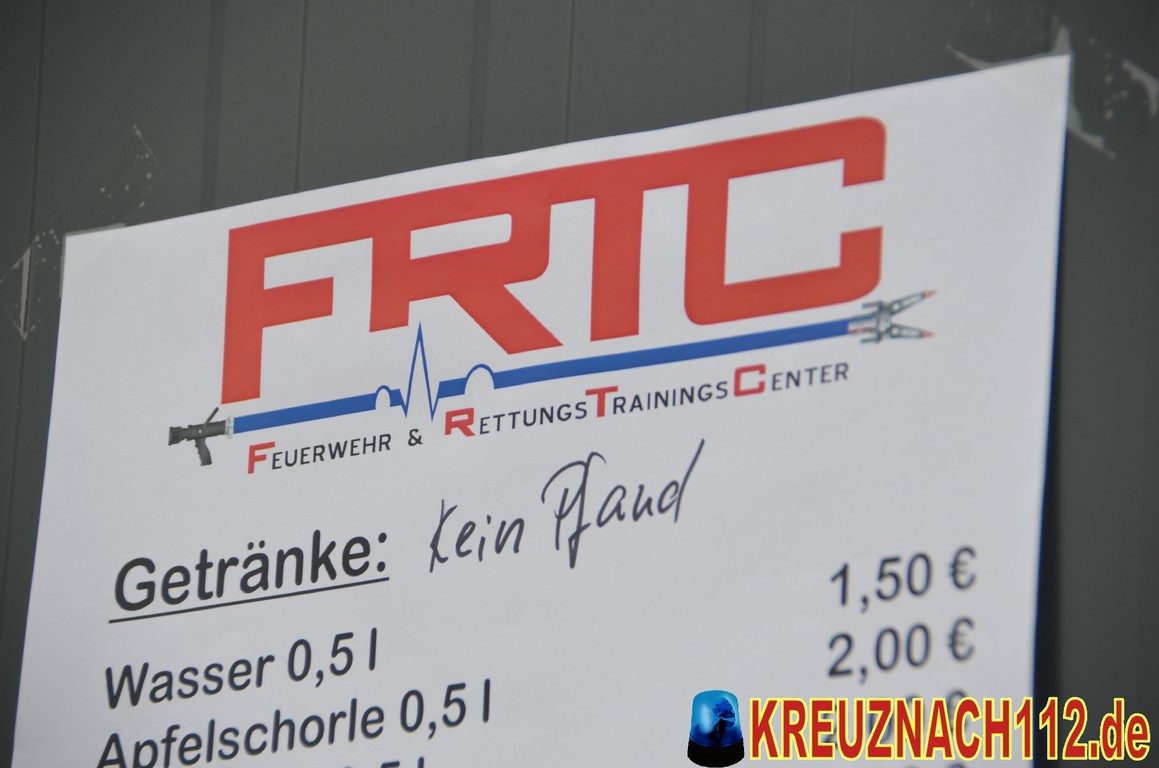 FRTC
FEUERWEHR & RETTUNGSTRAININGSCENTER
Getränke: Kein Pfand
Wasser 0,5 l 1,50 €
Apfelschorle 0,5 l 2,00 €
KREUZNACH112.de